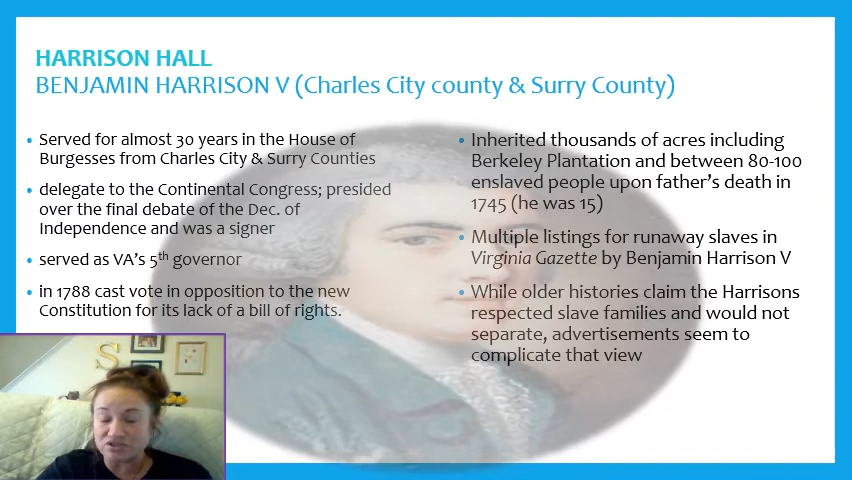 HARRISON HALL
BENJAMIN HARRISON V (Charles City county & Surry County)
• Served for almost 30 years in the House of
Burgesses from Charles City & Surry Counties
• delegate to the Continental Congress; presided
over the final debate of the Dec. of
Independence and was a signer
• served as VA's 5th governor
• in 1788 cast vote in opposition to the new
Constitution for its lack of a bill of rights.
• Inherited thousands of acres including
Berkeley Plantation and between 80-100
enslaved people upon father's death in
1745 (he was 15)
• Multiple listings for runaway slaves in
Virginia Gazette by Benjamin Harrison V
• While older histories claim the Harrisons
respected slave families and would not
separate, advertisements seem to
complicate that view
S